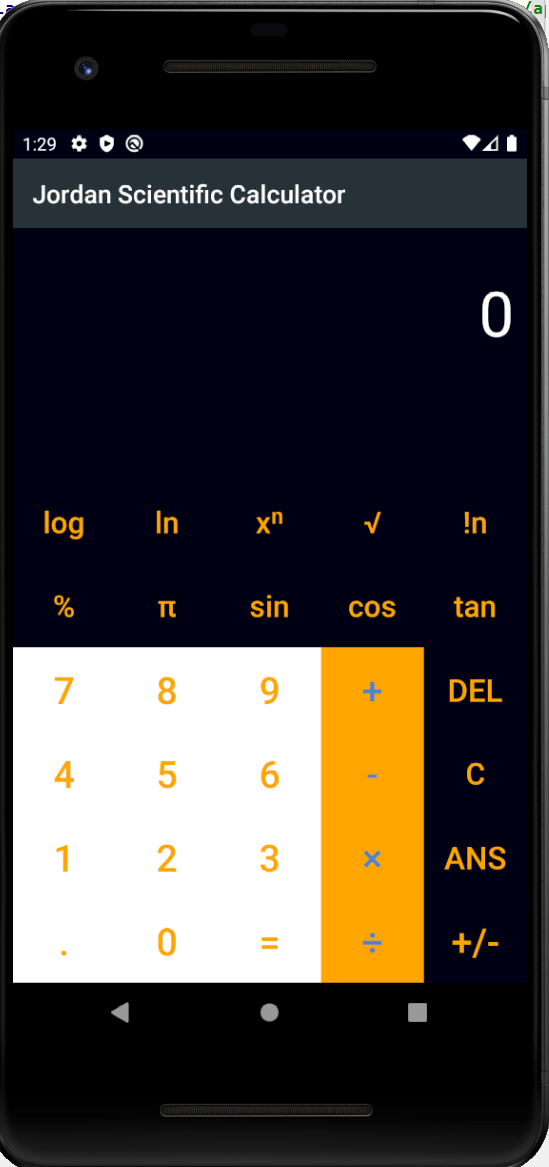 1:29
Jordan Scientific Calculator
0
log ln xⁿ √ !n
% π sin cos tan
7 8 9 + DEL
4 5 6 - C
1 2 3 × ANS
. 0 = ÷ +/-